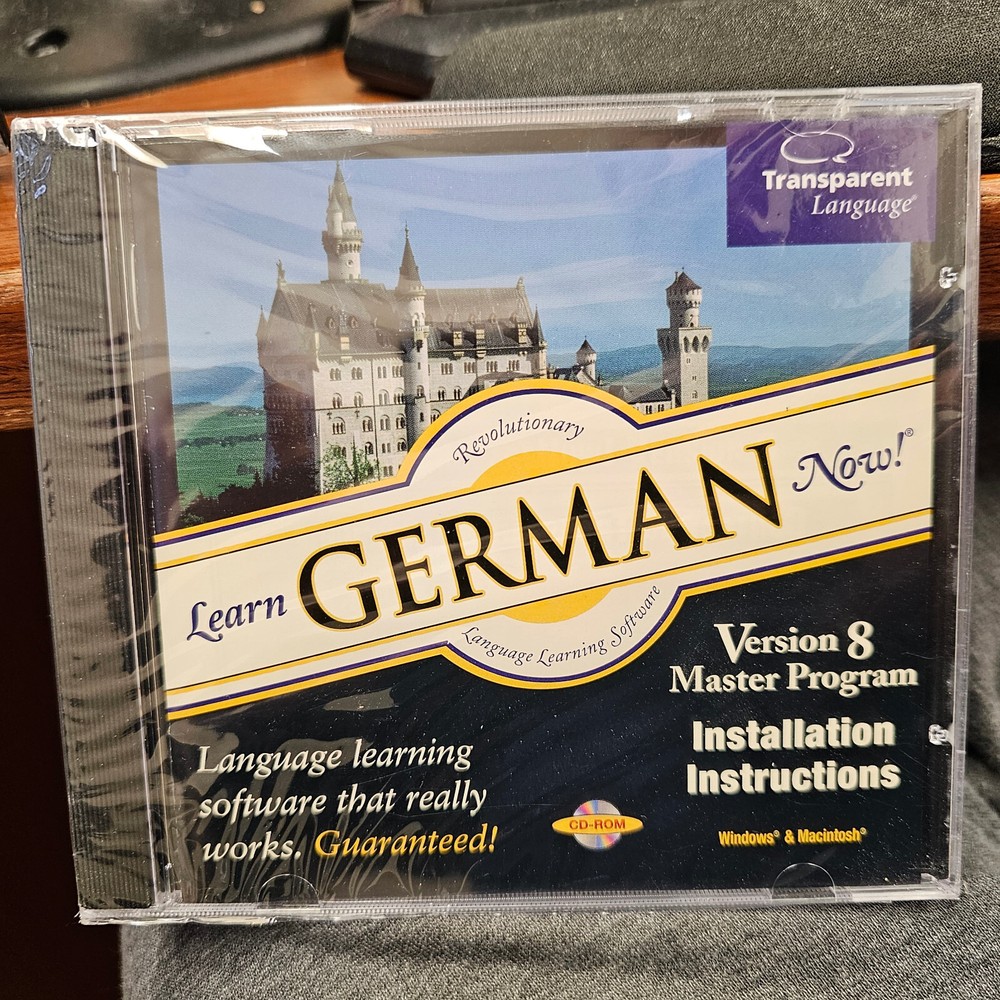 Transparent
Language®
Revolutionary
Learn GERMAN Now!®
Language Learning Software
Version 8
Master Program
Installation
Instructions
Language learning
software that really
works. Guaranteed!
CD-ROM
Windows® & Macintosh®